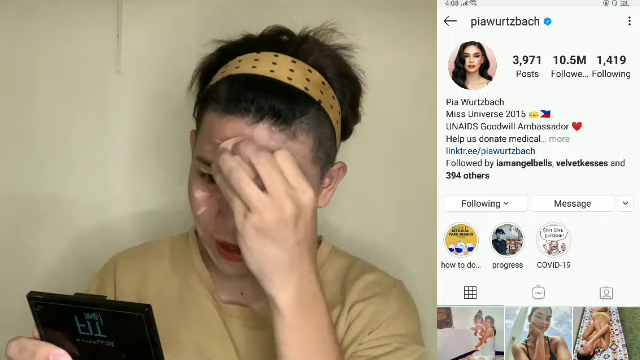 4:08
piawurtzbach
3,971 10.5M 1,419
Posts Followe... Following
Pia Wurtzbach
Miss Universe 2015 👑🇵🇭
UNAIDS Goodwill Ambassador ❤️
Help us donate medical... more
linktr.ee/piawurtzbach
Followed by iamangelbells, velvetkesses and
394 others
Following Message
how to do... progress COVID-19
FIT
me!